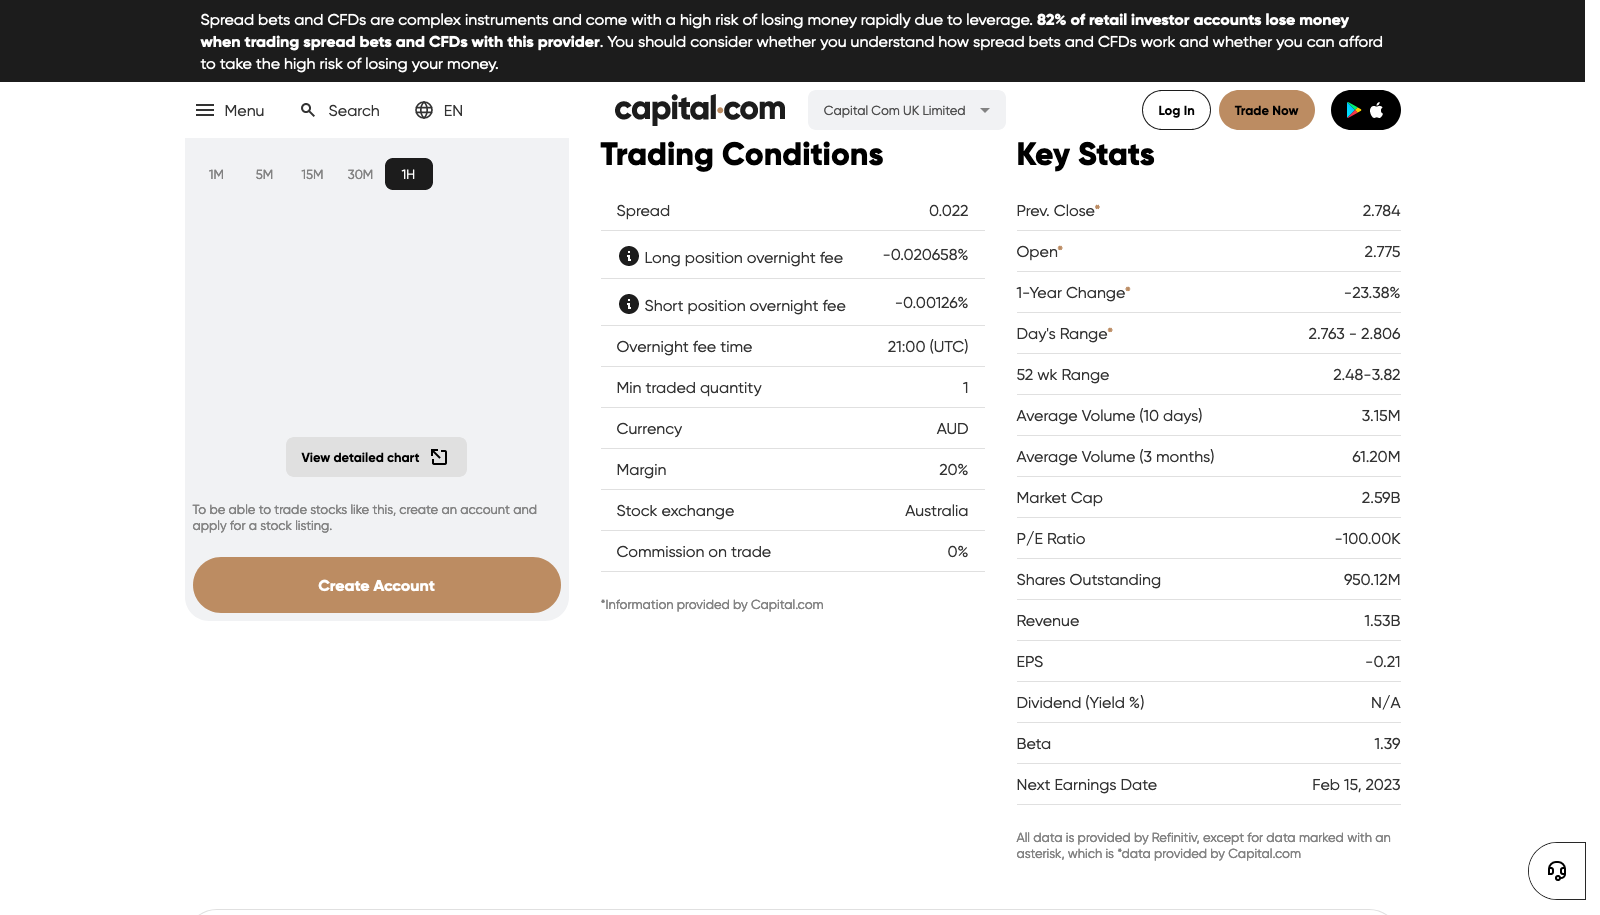 Spread bets and CFDs are complex instruments and come with a high risk of losing money rapidly due to leverage. 82% of retail investor accounts lose money
when trading spread bets and CFDs with this provider. You should consider whether you understand how spread bets and CFDs work and whether you can afford
to take the high risk of losing your money.
Menu Search EN capital.com Capital Com UK Limited Log In Trade Now
1M 5M 15M 30M 1H
View detailed chart
To be able to trade stocks like this, create an account and
apply for a stock listing.
Create Account
Trading Conditions
Spread 0.022
Long position overnight fee -0.020658%
Short position overnight fee -0.00126%
Overnight fee time 21:00 (UTC)
Min traded quantity 1
Currency AUD
Margin 20%
Stock exchange Australia
Commission on trade 0%
*Information provided by Capital.com
Key Stats
Prev. Close* 2.784
Open* 2.775
1-Year Change* -23.38%
Day's Range* 2.763 - 2.806
52 wk Range 2.48-3.82
Average Volume (10 days) 3.15M
Average Volume (3 months) 61.20M
Market Cap 2.59B
P/E Ratio -100.00K
Shares Outstanding 950.12M
Revenue 1.53B
EPS -0.21
Dividend (Yield %) N/A
Beta 1.39
Next Earnings Date Feb 15, 2023
All data is provided by Refinitiv, except for data marked with an
asterisk, which is *data provided by Capital.com